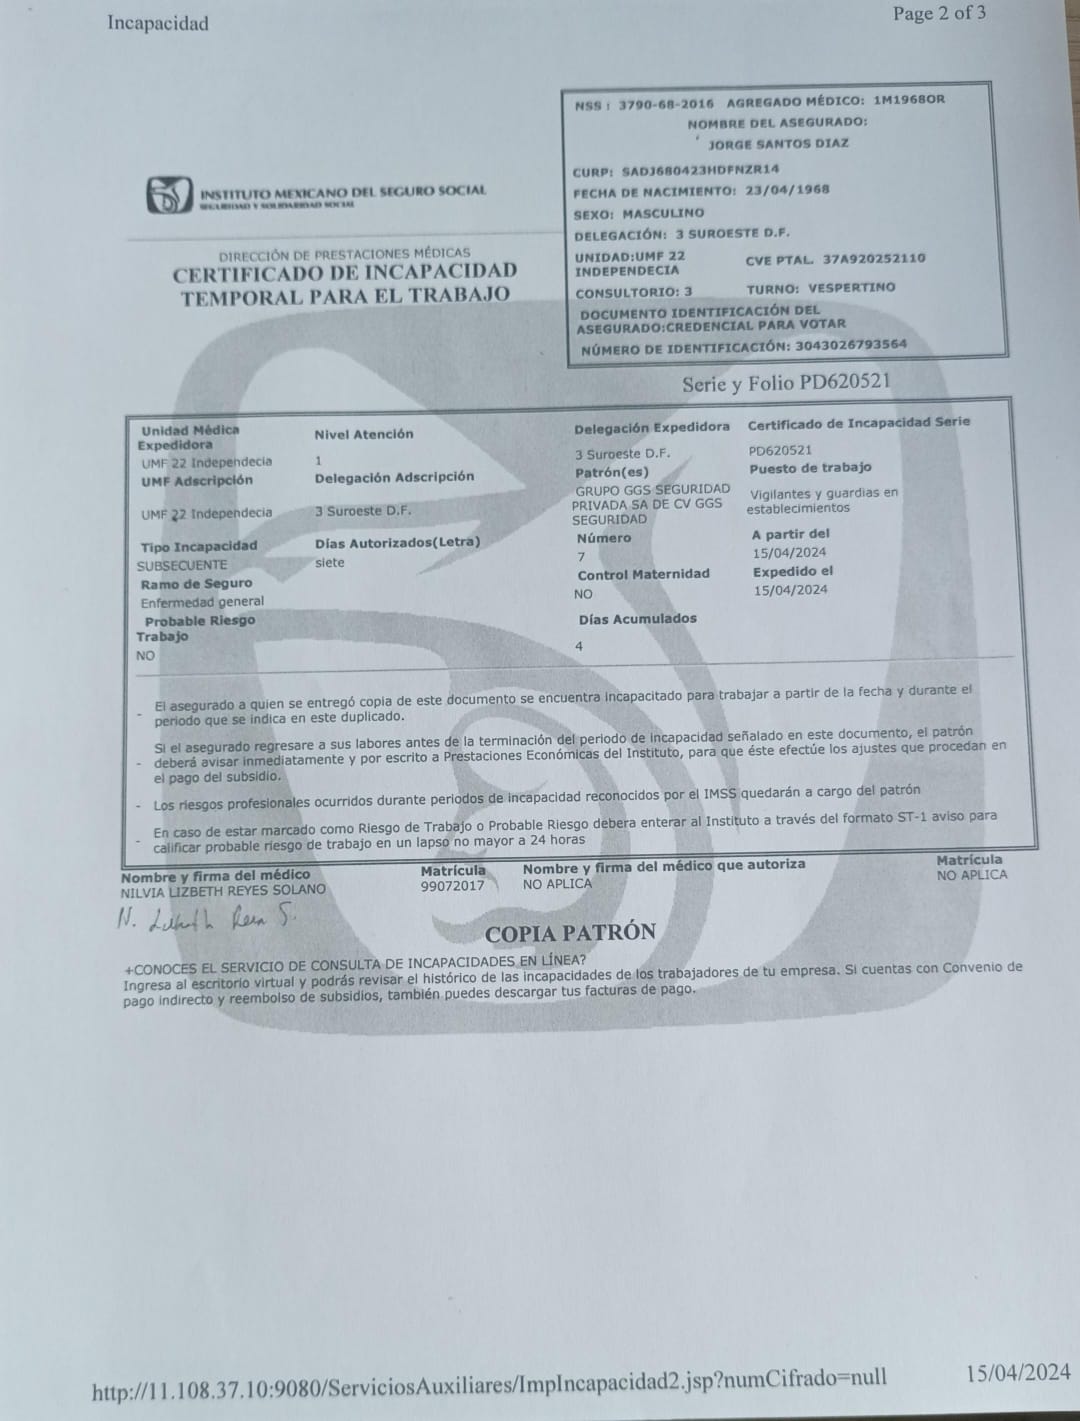 Incapacidad
Page 2 of 3
NSS : 3790-68-2016 AGREGADO MÉDICO: 1M1968OR
NOMBRE DEL ASEGURADO:
JORGE SANTOS DIAZ
CURP: SADJ680423HDFNZR14
FECHA DE NACIMIENTO: 23/04/1968
SEXO: MASCULINO
DELEGACIÓN: 3 SUROESTE D.F.
UNIDAD:UMF 22
INDEPENDECIA
CVE PTAL. 37A920252110
CONSULTORIO: 3
TURNO: VESPERTINO
DOCUMENTO IDENTIFICACIÓN DEL
ASEGURADO:CREDENCIAL PARA VOTAR
NÚMERO DE IDENTIFICACIÓN: 3043026793564
INSTITUTO MEXICANO DEL SEGURO SOCIAL
SEGURIDAD Y SOLIDARIDAD SOCIAL
DIRECCIÓN DE PRESTACIONES MÉDICAS
CERTIFICADO DE INCAPACIDAD
TEMPORAL PARA EL TRABAJO
Serie y Folio PD620521
Unidad Médica
Expedidora
Nivel Atención
Delegación Expedidora
Certificado de Incapacidad Serie
UMF 22 Independecia
1
3 Suroeste D.F.
PD620521
UMF Adscripción
Delegación Adscripción
Patrón(es)
Puesto de trabajo
UMF 22 Independecia
3 Suroeste D.F.
GRUPO GGS SEGURIDAD
PRIVADA SA DE CV GGS
SEGURIDAD
Vigilantes y guardias en
establecimientos
Tipo Incapacidad
Días Autorizados(Letra)
Número
A partir del
SUBSECUENTE
siete
7
15/04/2024
Ramo de Seguro
Control Maternidad
Expedido el
Enfermedad general
NO
15/04/2024
Probable Riesgo
Trabajo
Días Acumulados
NO
4
- El asegurado a quien se entregó copia de este documento se encuentra incapacitado para trabajar a partir de la fecha y durante el
periodo que se indica en este duplicado.
Si el asegurado regresare a sus labores antes de la terminación del periodo de incapacidad señalado en este documento, el patrón
- deberá avisar inmediatamente y por escrito a Prestaciones Económicas del Instituto, para que éste efectúe los ajustes que procedan en
el pago del subsidio.
- Los riesgos profesionales ocurridos durante periodos de incapacidad reconocidos por el IMSS quedarán a cargo del patrón
- En caso de estar marcado como Riesgo de Trabajo o Probable Riesgo debera enterar al Instituto a través del formato ST-1 aviso para
calificar probable riesgo de trabajo en un lapso no mayor a 24 horas
Nombre y firma del médico
Matrícula
Nombre y firma del médico que autoriza
Matrícula
NILVIA LIZBETH REYES SOLANO
99072017
NO APLICA
NO APLICA
COPIA PATRÓN
+CONOCES EL SERVICIO DE CONSULTA DE INCAPACIDADES EN LÍNEA?
Ingresa al escritorio virtual y podrás revisar el histórico de las incapacidades de los trabajadores de tu empresa. Si cuentas con Convenio de
pago indirecto y reembolso de subsidios, también puedes descargar tus facturas de pago.
http://11.108.37.10:9080/ServiciosAuxiliares/ImpIncapacidad2.jsp?numCifrado=null
15/04/2024